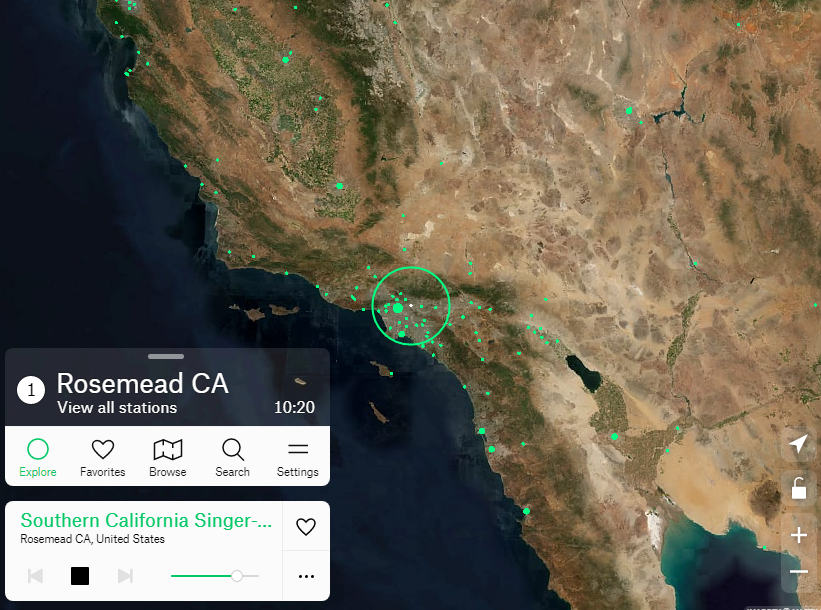 1
Rosemead CA
View all stations
10:20
Explore
Favorites
Browse
Search
Settings
Southern California Singer-...
Rosemead CA, United States